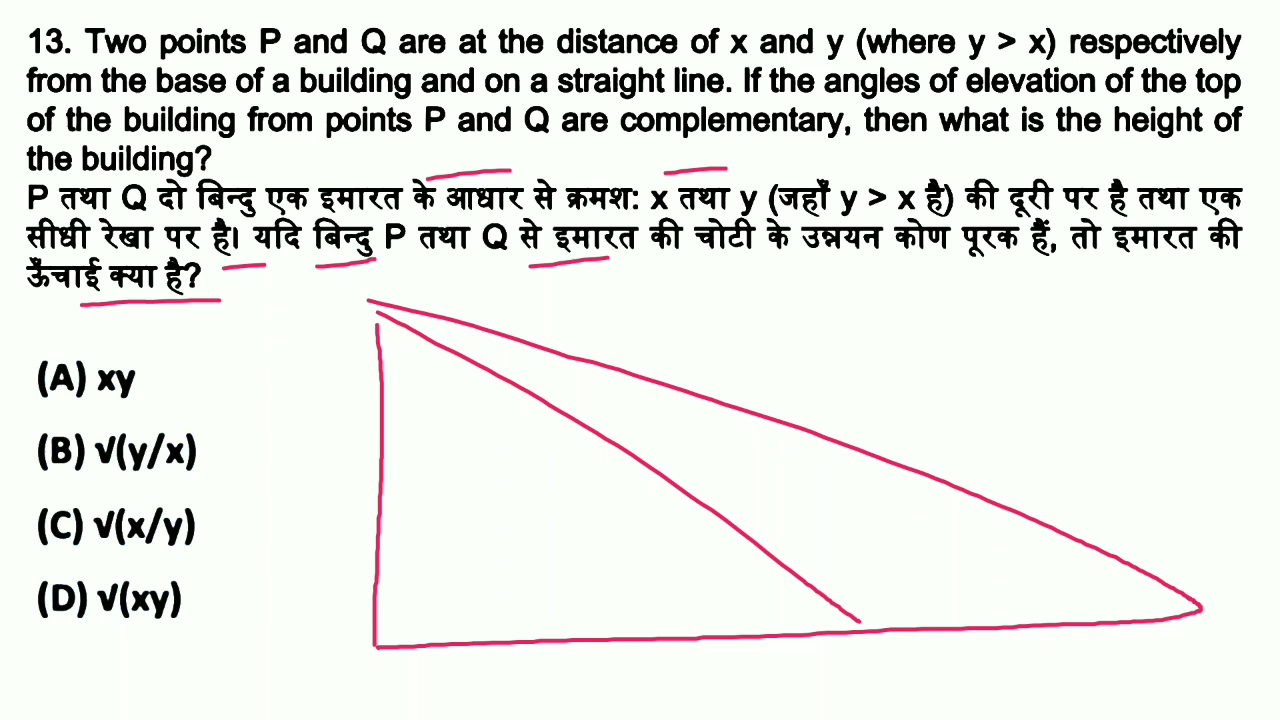 13. Two points P and Q are at the distance of x and y (where y > x) respectively
from the base of a building and on a straight line. If the angles of elevation of the top
of the building from points P and Q are complementary, then what is the height of
the building?
P तथा Q दो बिन्दु एक इमारत के आधार से क्रमश: x तथा y (जहाँ y > x है) की दूरी पर है तथा एक
सीधी रेखा पर है। यदि बिन्दु P तथा Q से इमारत की चोटी के उन्नयन कोण पूरक हैं, तो इमारत की
ऊँचाई क्या है?
(A) xy
(B) √(y/x)
(C) √(x/y)
(D) √(xy)